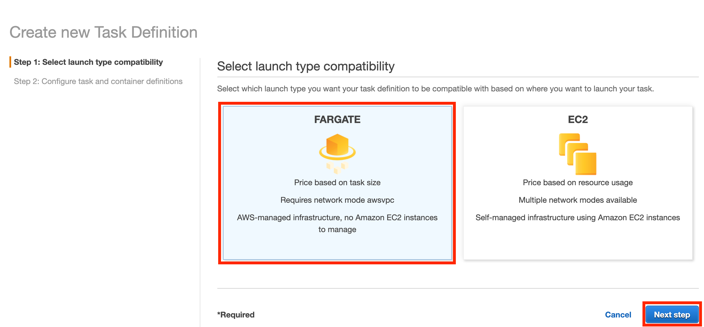 Create new Task Definition
Step 1: Select launch type compatibility
Step 2: Configure task and container definitions
Select launch type compatibility
Select which launch type you want your task definition to be compatible with based on where you want to launch your task.
FARGATE
Price based on task size
Requires network mode awsvpc
AWS-managed infrastructure, no Amazon EC2 instances
to manage
EC2
Price based on resource usage
Multiple network modes available
Self-managed infrastructure using Amazon EC2 instances
*Required
Cancel
Next step